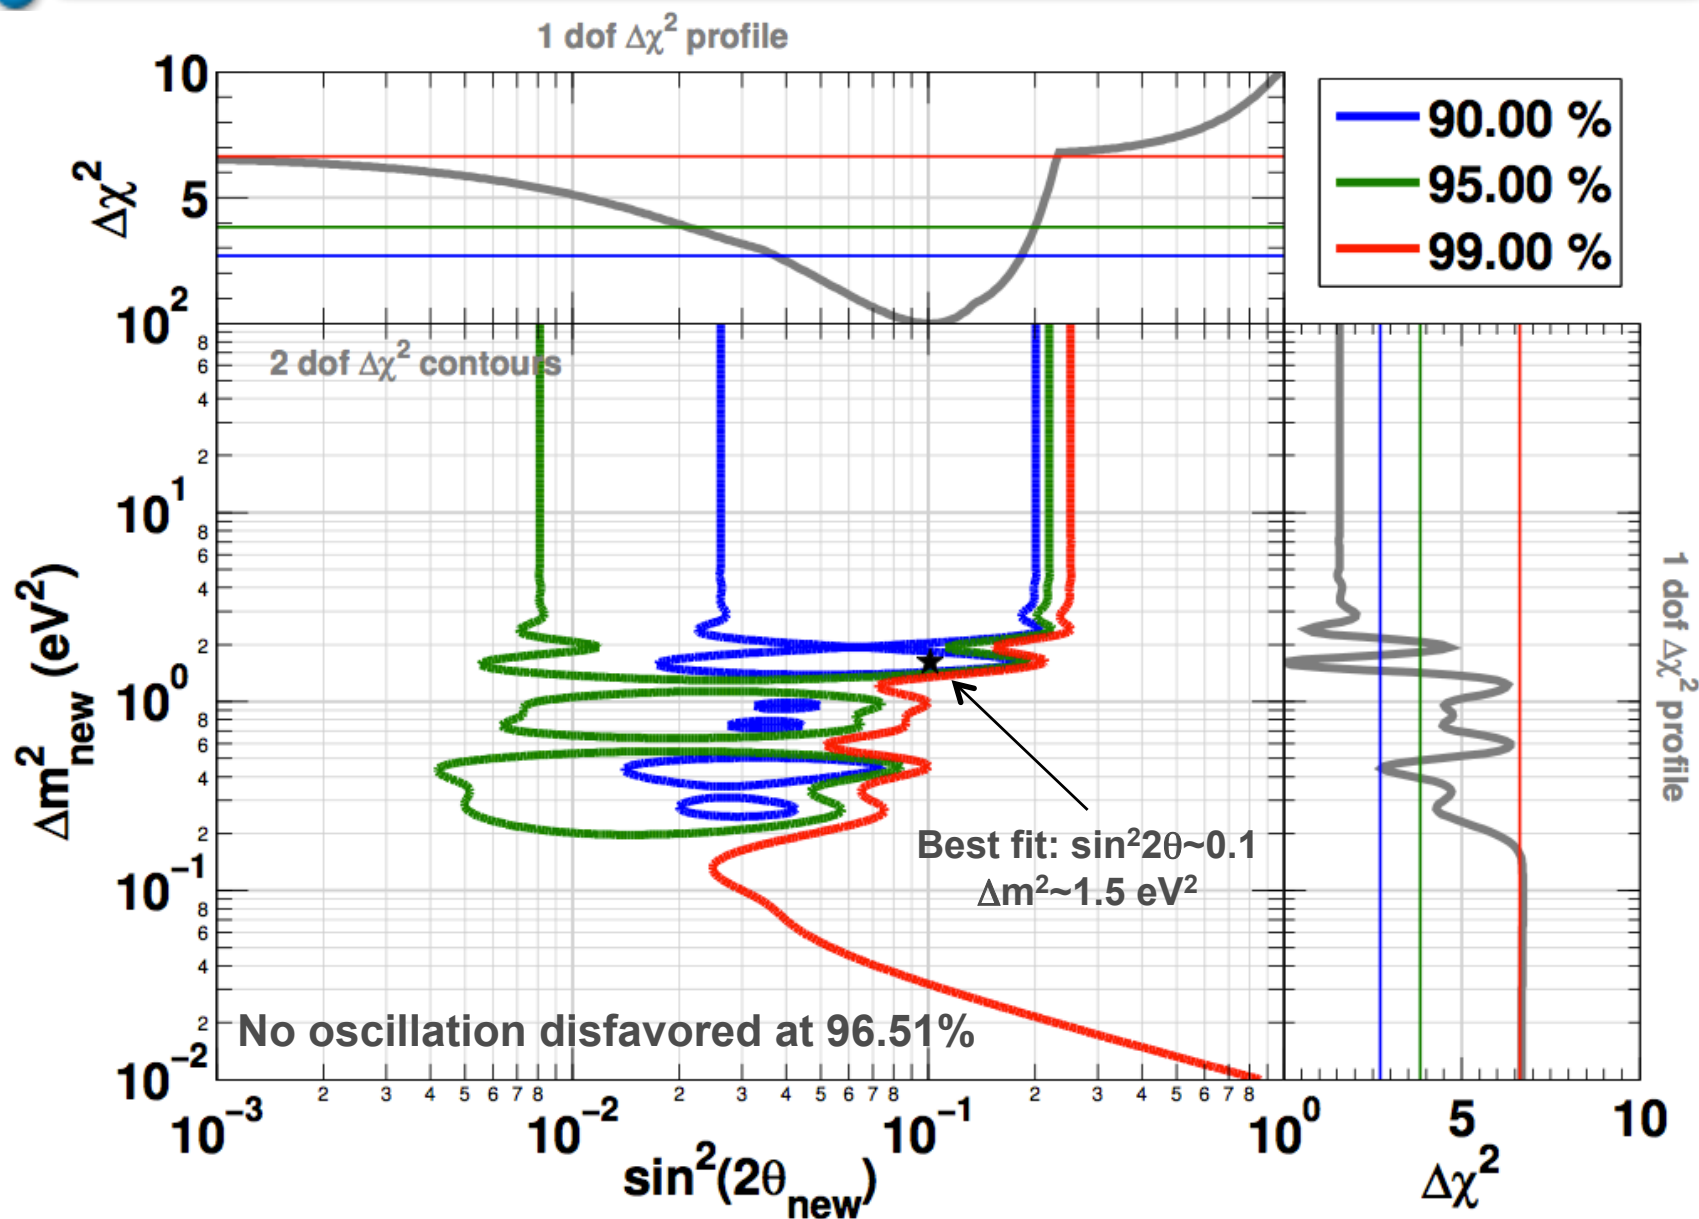 1 dof Δχ² profile
10
5
Δχ²
90.00 %
95.00 %
99.00 %
10²
8
6
4
2
10¹
8
6
4
2
10⁰
8
6
4
2
10⁻¹
8
6
4
2
10⁻²
Δm²new (eV²)
2 dof Δχ² contours
Best fit: sin²2θ~0.1
Δm²~1.5 eV²
No oscillation disfavored at 96.51%
1 dof Δχ² profile
2 3 4 5 6 7 8 2 3 4 5 6 7 8 2 3 4 5 6 7 8
10⁻³ 10⁻² 10⁻¹ 10⁰ 5 10
sin²(2θnew) Δχ²